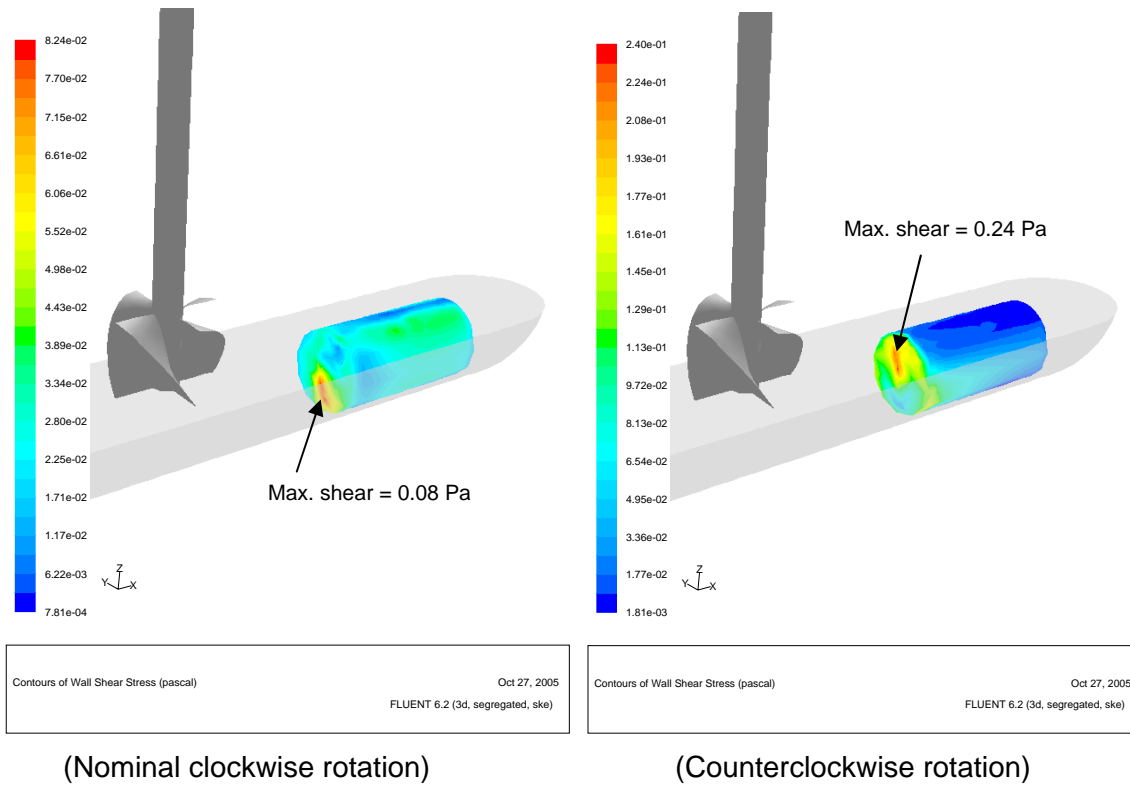 8.24e-02
7.70e-02
7.15e-02
6.61e-02
6.06e-02
5.52e-02
4.98e-02
4.43e-02
3.89e-02
3.34e-02
2.80e-02
2.25e-02
1.71e-02
1.17e-02
6.22e-03
7.81e-04
Max. shear = 0.08 Pa
Z
Y
X
Contours of Wall Shear Stress (pascal)
Oct 27, 2005
FLUENT 6.2 (3d, segregated, ske)
(Nominal clockwise rotation)
2.40e-01
2.24e-01
2.08e-01
1.93e-01
1.77e-01
1.61e-01
1.45e-01
1.29e-01
1.13e-01
9.72e-02
8.13e-02
6.54e-02
4.95e-02
3.36e-02
1.77e-02
1.81e-03
Max. shear = 0.24 Pa
Z
Y
X
Contours of Wall Shear Stress (pascal)
Oct 27, 2005
FLUENT 6.2 (3d, segregated, ske)
(Counterclockwise rotation)